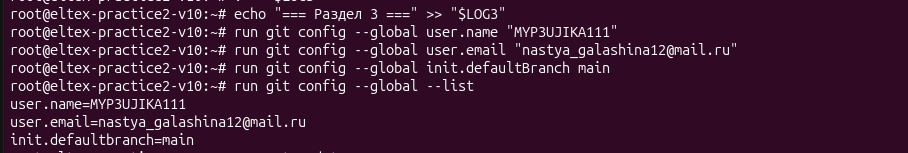 root@eltex-practice2-v10:~# echo "=== Раздел 3 ===" >> "$LOG3"
root@eltex-practice2-v10:~# run git config --global user.name "MYP3UJIKA111"
root@eltex-practice2-v10:~# run git config --global user.email "nastya_galashina12@mail.ru"
root@eltex-practice2-v10:~# run git config --global init.defaultBranch main
root@eltex-practice2-v10:~# run git config --global --list
user.name=MYP3UJIKA111
user.email=nastya_galashina12@mail.ru
init.defaultbranch=main